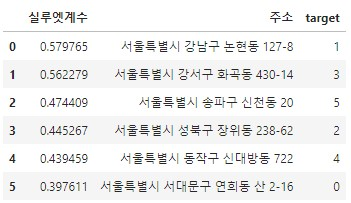 실루엣계수 주소 target
0 0.579765 서울특별시 강남구 논현동 127-8 1
1 0.562279 서울특별시 강서구 화곡동 430-14 3
2 0.474409 서울특별시 송파구 신천동 20 5
3 0.445267 서울특별시 성북구 장위동 238-62 2
4 0.439459 서울특별시 동작구 신대방동 722 4
5 0.397611 서울특별시 서대문구 연희동 산 2-16 0